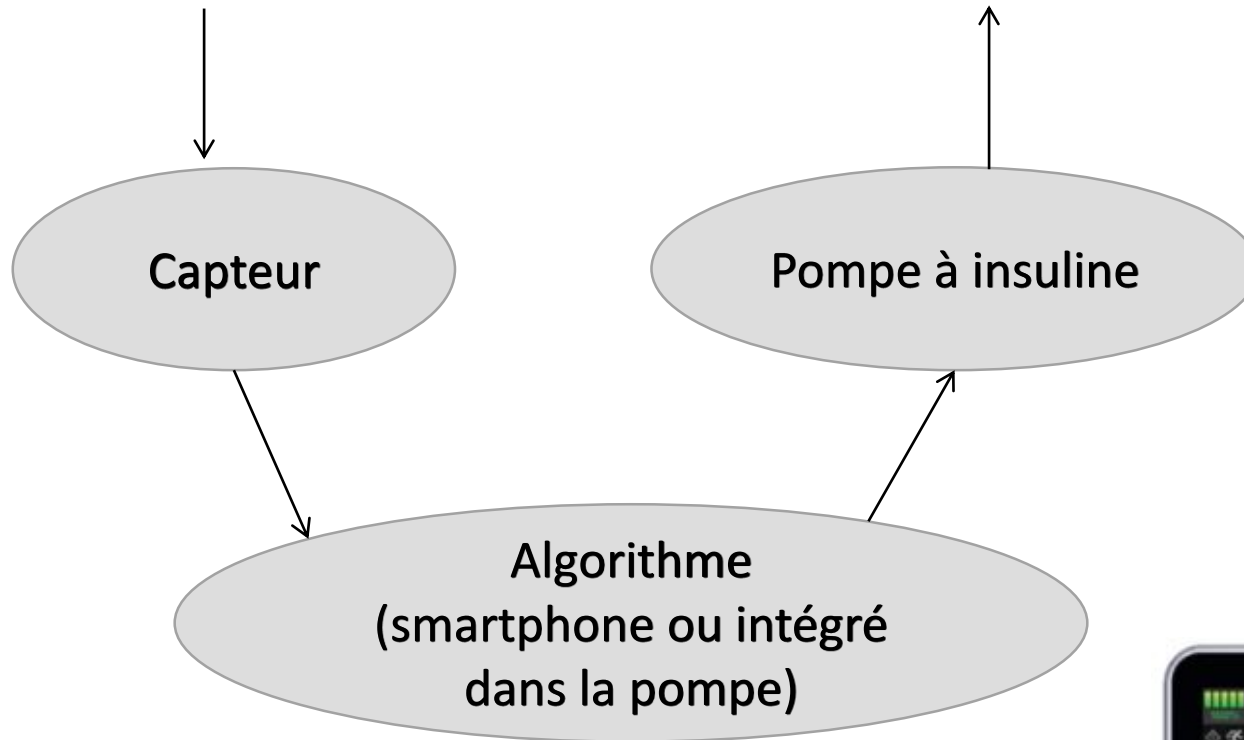 Capteur
Pompe à insuline
Algorithme
(smartphone ou intégré
dans la pompe)